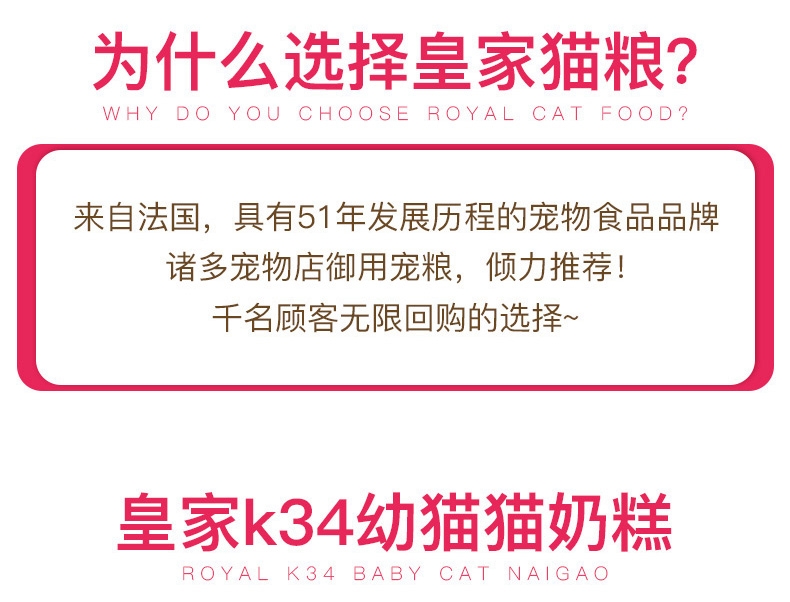 为什么选择皇家猫粮?
WHY DO YOU CHOOSE ROYAL CAT FOOD?
来自法国，具有51年发展历程的宠物食品品牌
诸多宠物店御用宠粮，倾力推荐！
千名顾客无限回购的选择~
皇家k34幼猫猫奶糕
ROYAL K34 BABY CAT NAIGAO